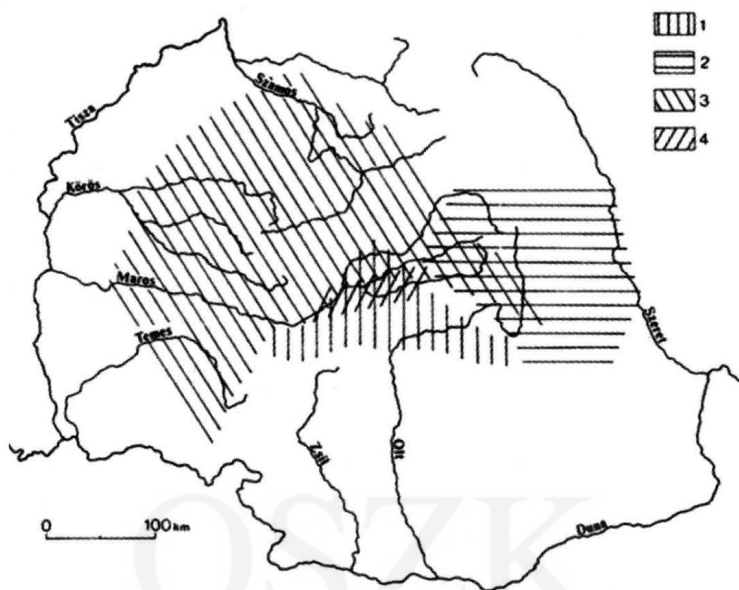 1
2
3
4
Szamos
Tisza
Körös
Maros
Temes
Szeret
Zsil
Olt
Duna
0 100 km
OSZK